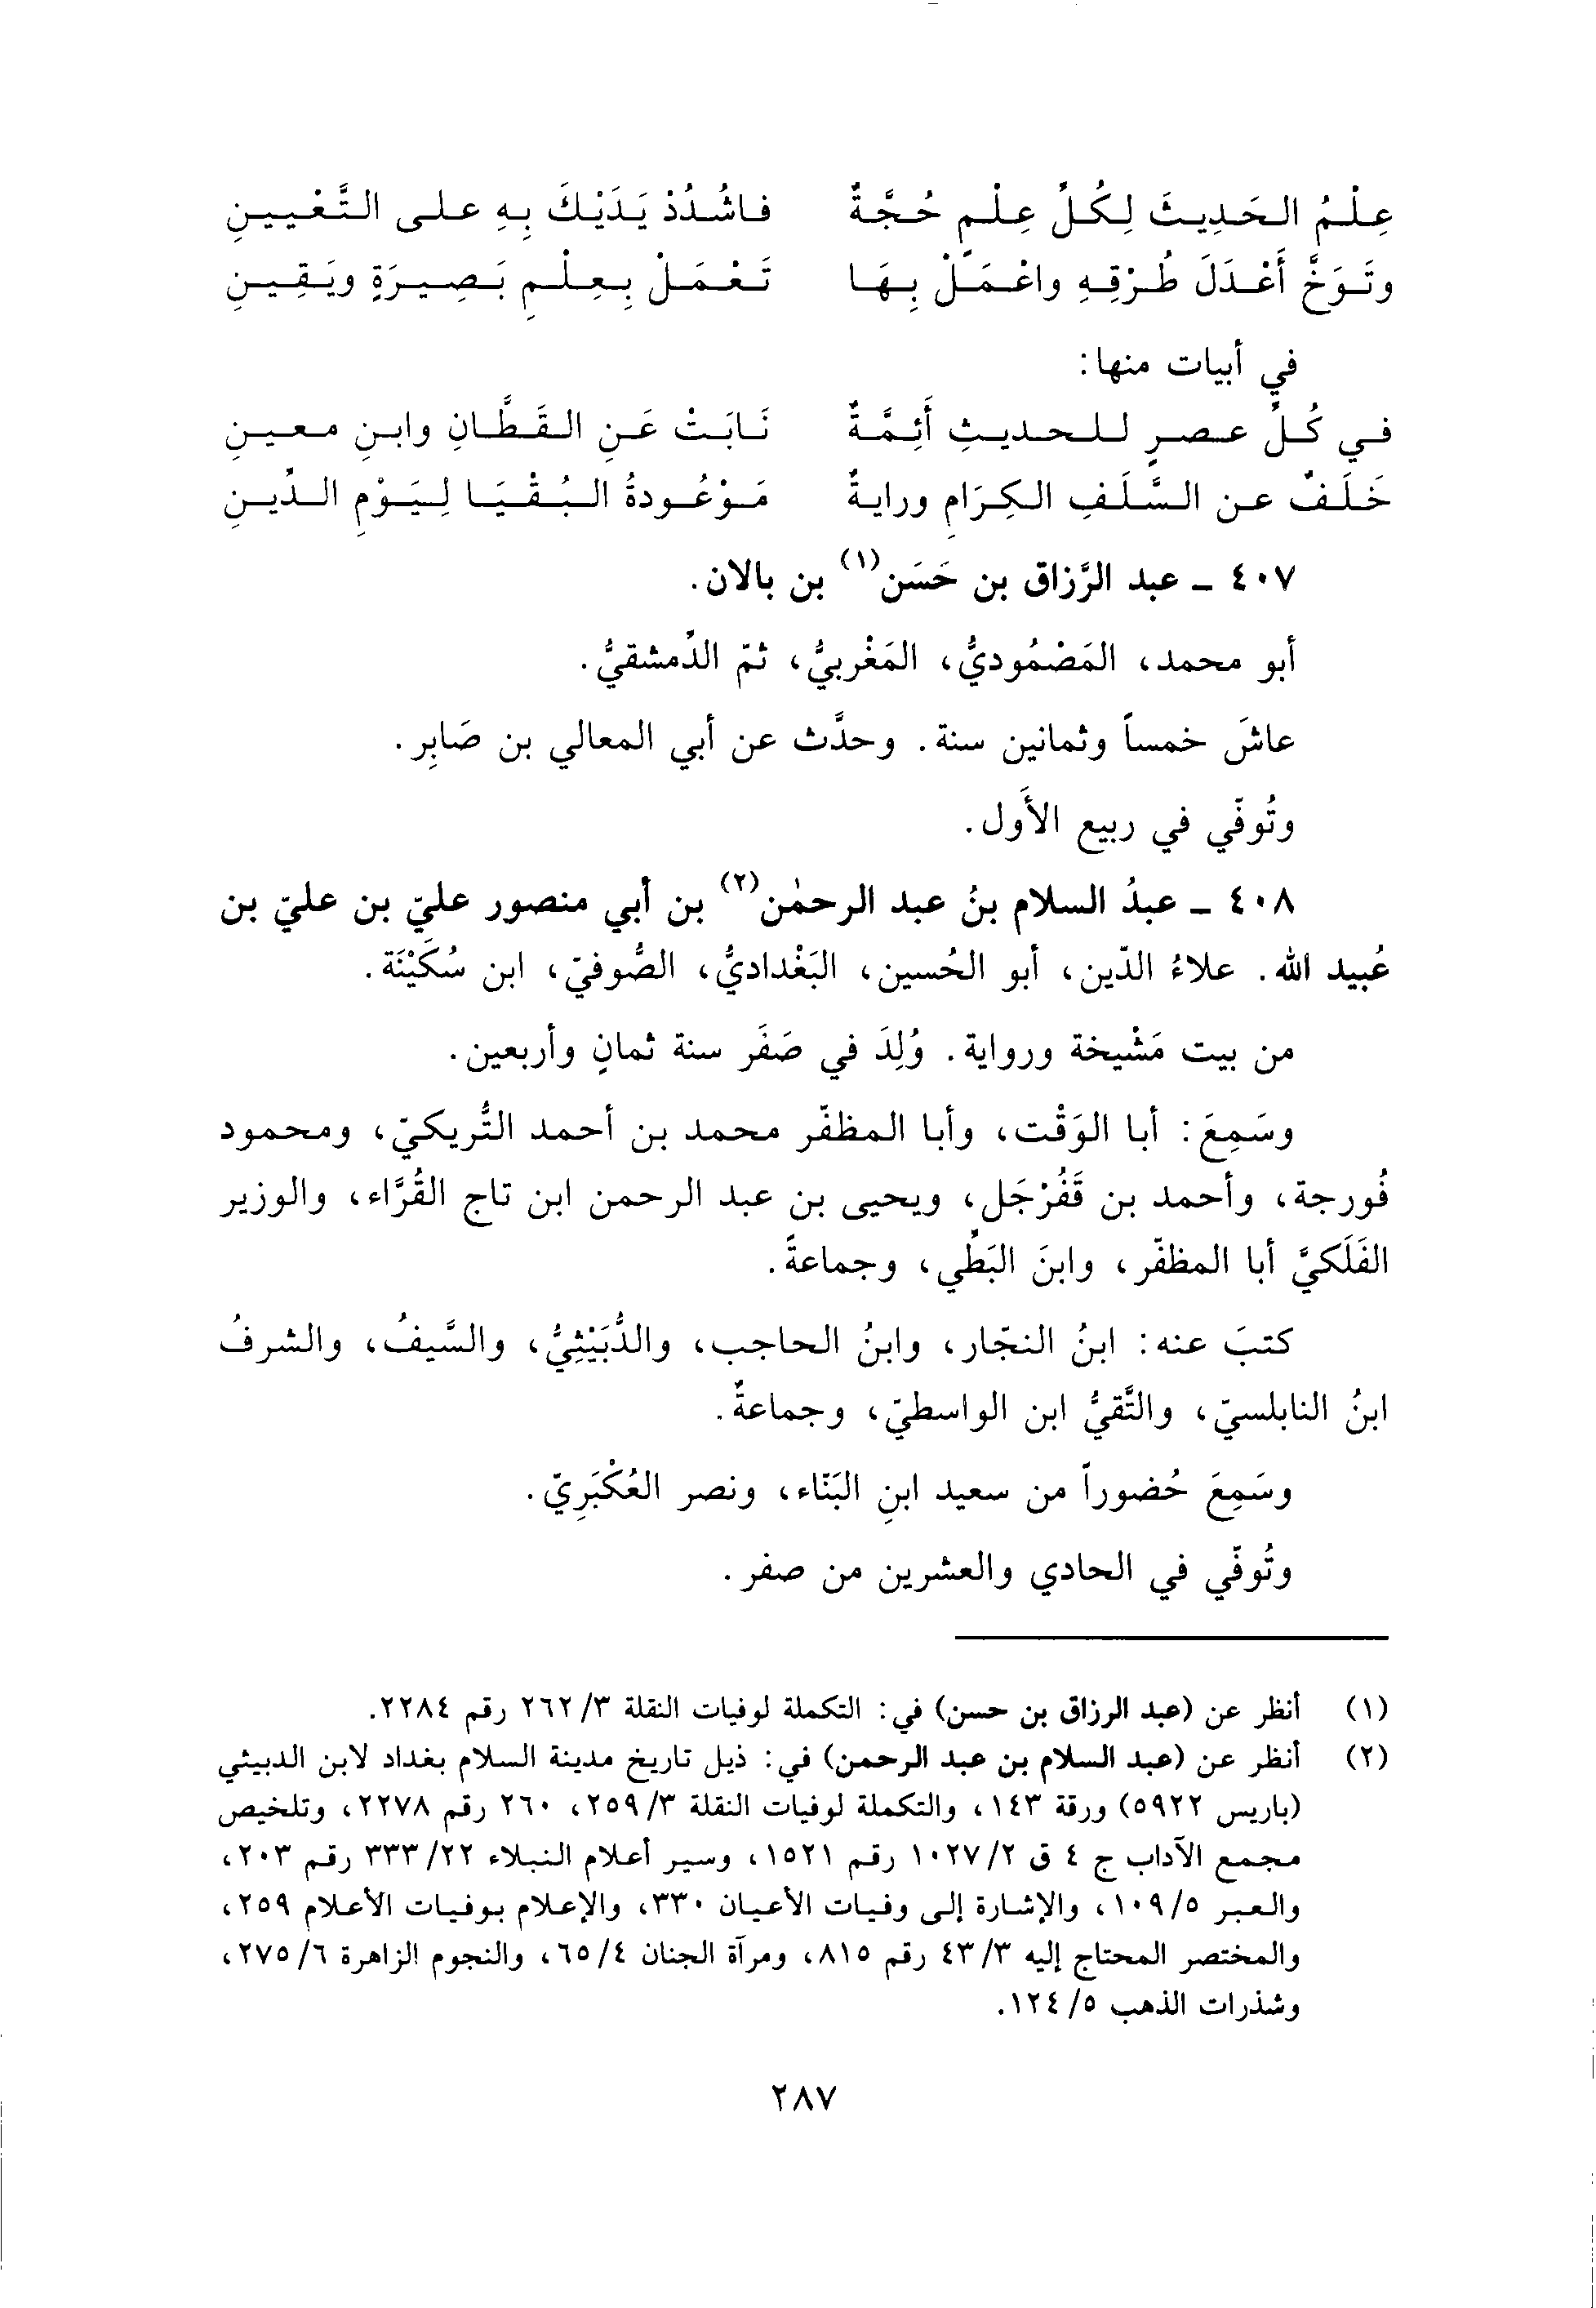 عِلْمُ الحَدِيثِ لِكُلِّ عِلْمٍ حُجَّةٌ فاشْدُدْ يَدَيْكَ بِهِ على التَّعْيينِ
وتَوَخَّ أَعْدَلَ طُرْقِهِ واعْمَلْ بِهَا تَعْمَلْ بِعِلْمِ بَصِيرَةٍ ويَقِينِ
في أبيات منها:
في كُلِّ عصرٍ للحديثِ أَئِمَّةٌ نَابَتْ عَنِ القَطَّانِ وابنِ معينِ
خَلَفٌ عن السَّلَفِ الكِرَامِ ورايةٌ مَوْعُودةُ البُقْيَا لِيَوْمِ الدِّينِ
٤٠٧ ـ عبد الرَّزاق بن حَسَن(١) بن بالان.
أبو محمد، المَصْمُوديُّ، المَغْربيُّ، ثمّ الدِّمشقيُّ.
عاشَ خمساً وثمانين سنة. وحدَّث عن أبي المعالي بن صَابِر.
وتُوفّي في ربيع الأَول.
٤٠٨ ـ عبدُ السلام بنُ عبد الرحمٰن(٢) بن أبي منصور عليّ بن عليّ بن
عُبيد الله. علاءُ الدّين، أبو الحُسين، البَغْداديُّ، الصُّوفيّ، ابن سُكَيْنَة.
من بيت مَشْيخة ورواية. وُلِدَ في صَفَر سنة ثمانٍ وأربعين.
وسَمِعَ: أبا الوَقْت، وأبا المظفّر محمد بن أحمد التُّريكيّ، ومحمود
فُورجة، وأحمد بن قَفَُرْجَل، ويحيى بن عبد الرحمن ابن تاج القُرَّاء، والوزير
الفَلَكيَّ أبا المظفّر، وابنَ البَطِّي، وجماعةً.
كتبَ عنه: ابنُ النجّار، وابنُ الحاجب، والدُّبَيْثِيُّ، والسَّيفُ، والشرفُ
ابنُ النابلسيّ، والتَّقيُّ ابن الواسطيّ، وجماعةٌ.
وسَمِعَ حُضوراً من سعيد ابنِ البَنّاء، ونصر العُكْبَرِيّ.
وتُوفّي في الحادي والعشرين من صفر.
(١) أنظر عن (عبد الرزاق بن حسن) في: التكملة لوفيات النقلة ٣/ ٢٦٢ رقم ٢٢٨٤.
(٢) أنظر عن (عبد السلام بن عبد الرحمن) في: ذيل تاريخ مدينة السلام بغداد لابن الدبيثي
(باريس ٥٩٢٢) ورقة ١٤٣، والتكملة لوفيات النقلة ٣/ ٢٥٩، ٢٦٠ رقم ٢٢٧٨، وتلخيص
مجمع الآداب ج ٤ ق ٢/ ١٠٢٧ رقم ١٥٢١، وسير أعلام النبلاء ٢٢/ ٣٣٣ رقم ٢٠٣،
والعبر ٥/ ١٠٩، والإشارة إلى وفيات الأعيان ٣٣٠، والإعلام بوفيات الأعلام ٢٥٩،
والمختصر المحتاج إليه ٣/ ٤٣ رقم ٨١٥، ومرآة الجنان ٤/ ٦٥، والنجوم الزاهرة ٦/ ٢٧٥،
وشذرات الذهب ٥/ ١٢٤.
٢٨٧